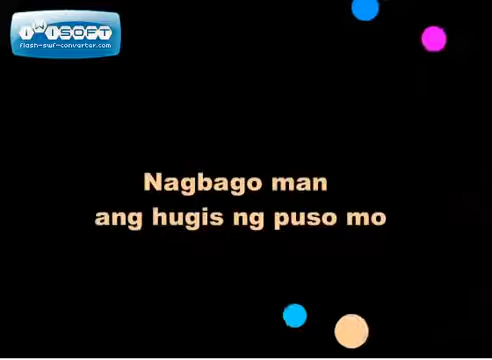 iWiSOFT
flash-swf-converter.com
Nagbago man
ang hugis ng puso mo